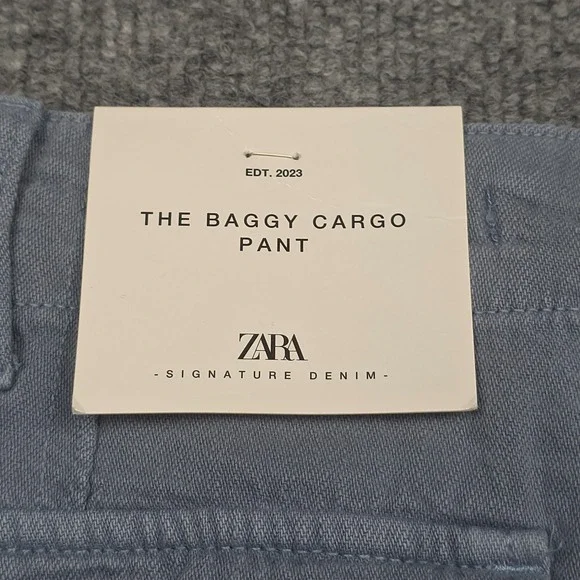 EDT. 2023
THE BAGGY CARGO
PANT
ZARA
- SIGNATURE DENIM -